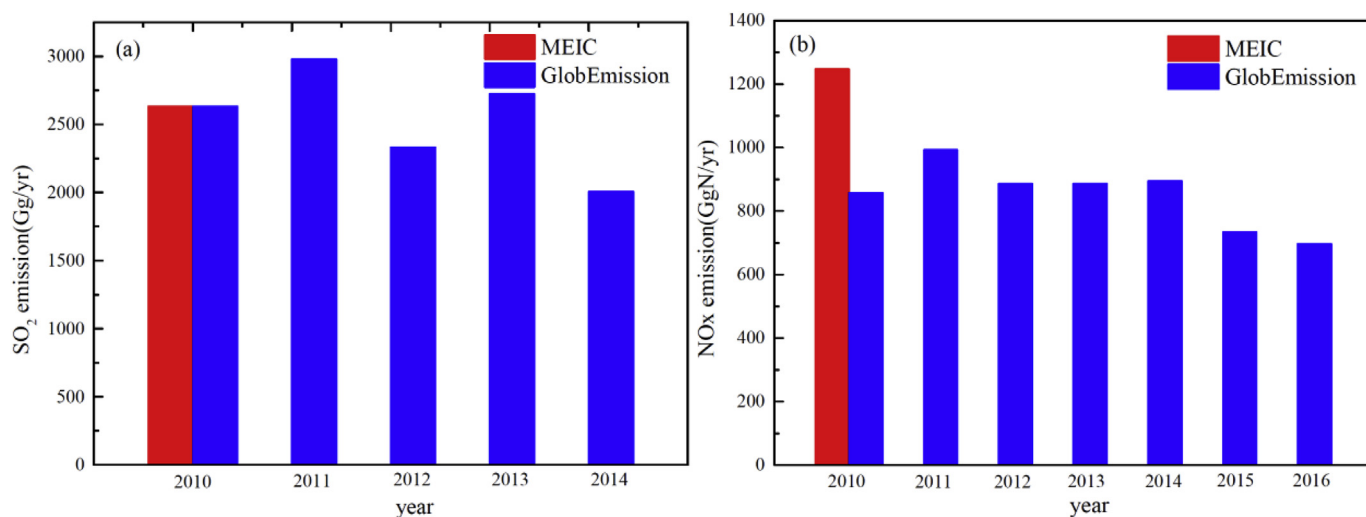 (a)
MEIC
GlobEmission
3000
2500
2000
1500
1000
500
0
SO2 emission(Gg/yr)
2010 2011 2012 2013 2014
year
(b)
MEIC
GlobEmission
1400
1200
1000
800
600
400
200
0
NOx emission(GgN/yr)
2010 2011 2012 2013 2014 2015 2016
year